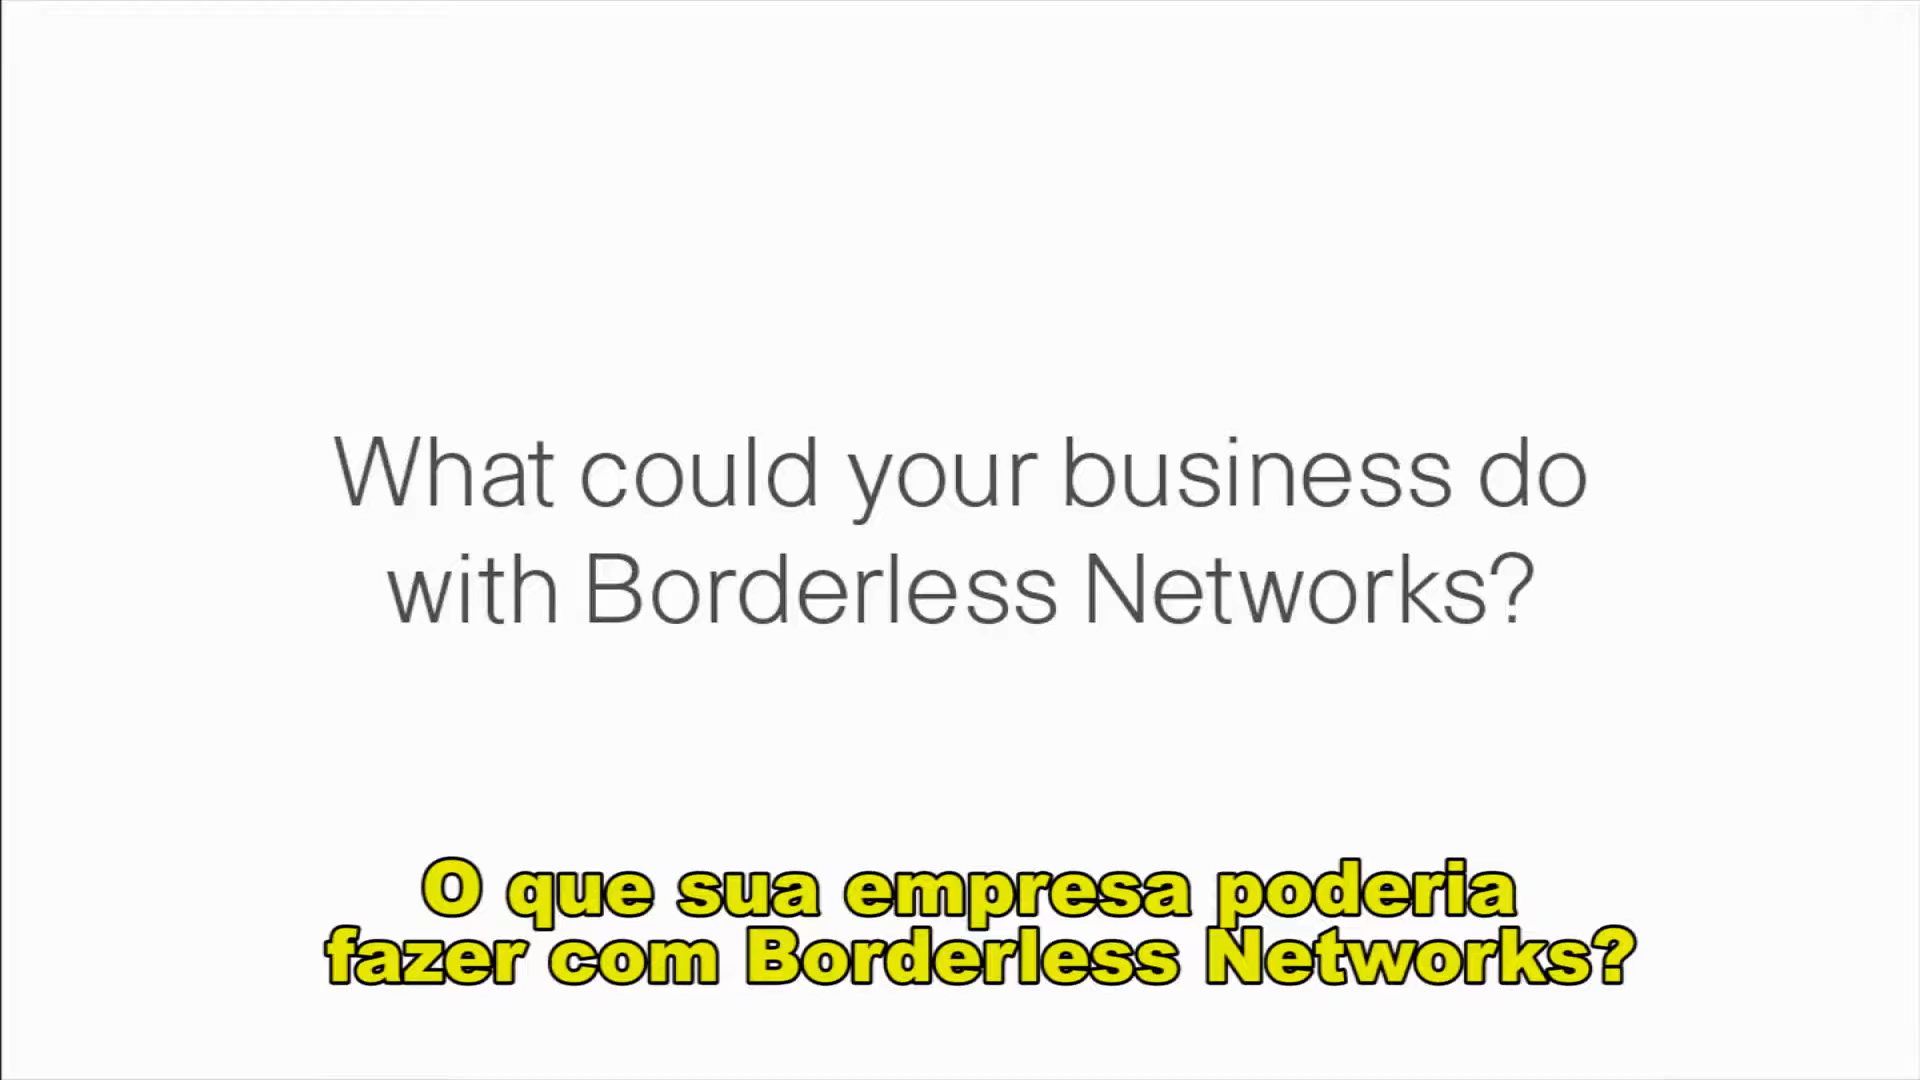 What could your business do
with Borderless Networks?
O que sua empresa poderia
fazer com Borderless Networks?